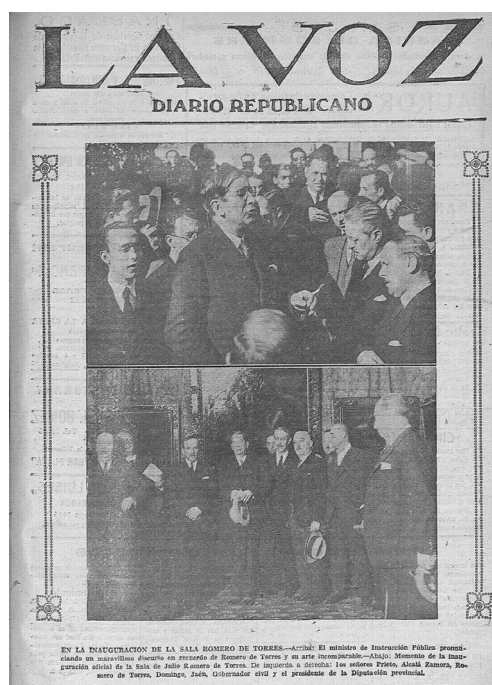 LA VOZ
DIARIO REPUBLICANO
EN LA INAUGURACIÓN DE LA SALA ROMERO DE TORRES.—Arriba: El ministro de Instrucción Pública pronun-
ciando un maravilloso discurso en recuerdo de Romero de Torres y su arte incomparable.—Abajo: Momento de la inau-
guración oficial de la Sala de Julio Romero de Torres. De izquierda a derecha: los señores Prieto, Alcalá Zamora, Ro-
mero de Torres, Domingo, Jaén, Gobernador civil y el presidente de la Diputación provincial.